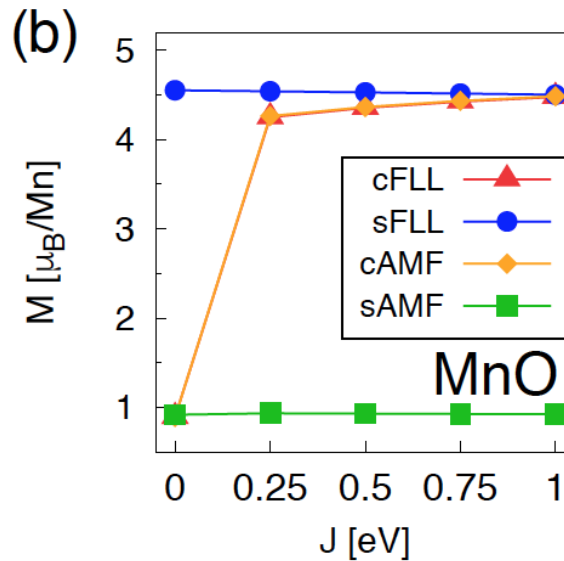 (b)
5
4
3
2
1
M [μB/Mn]
cFLL
sFLL
cAMF
sAMF
MnO
0 0.25 0.5 0.75 1
J [eV]